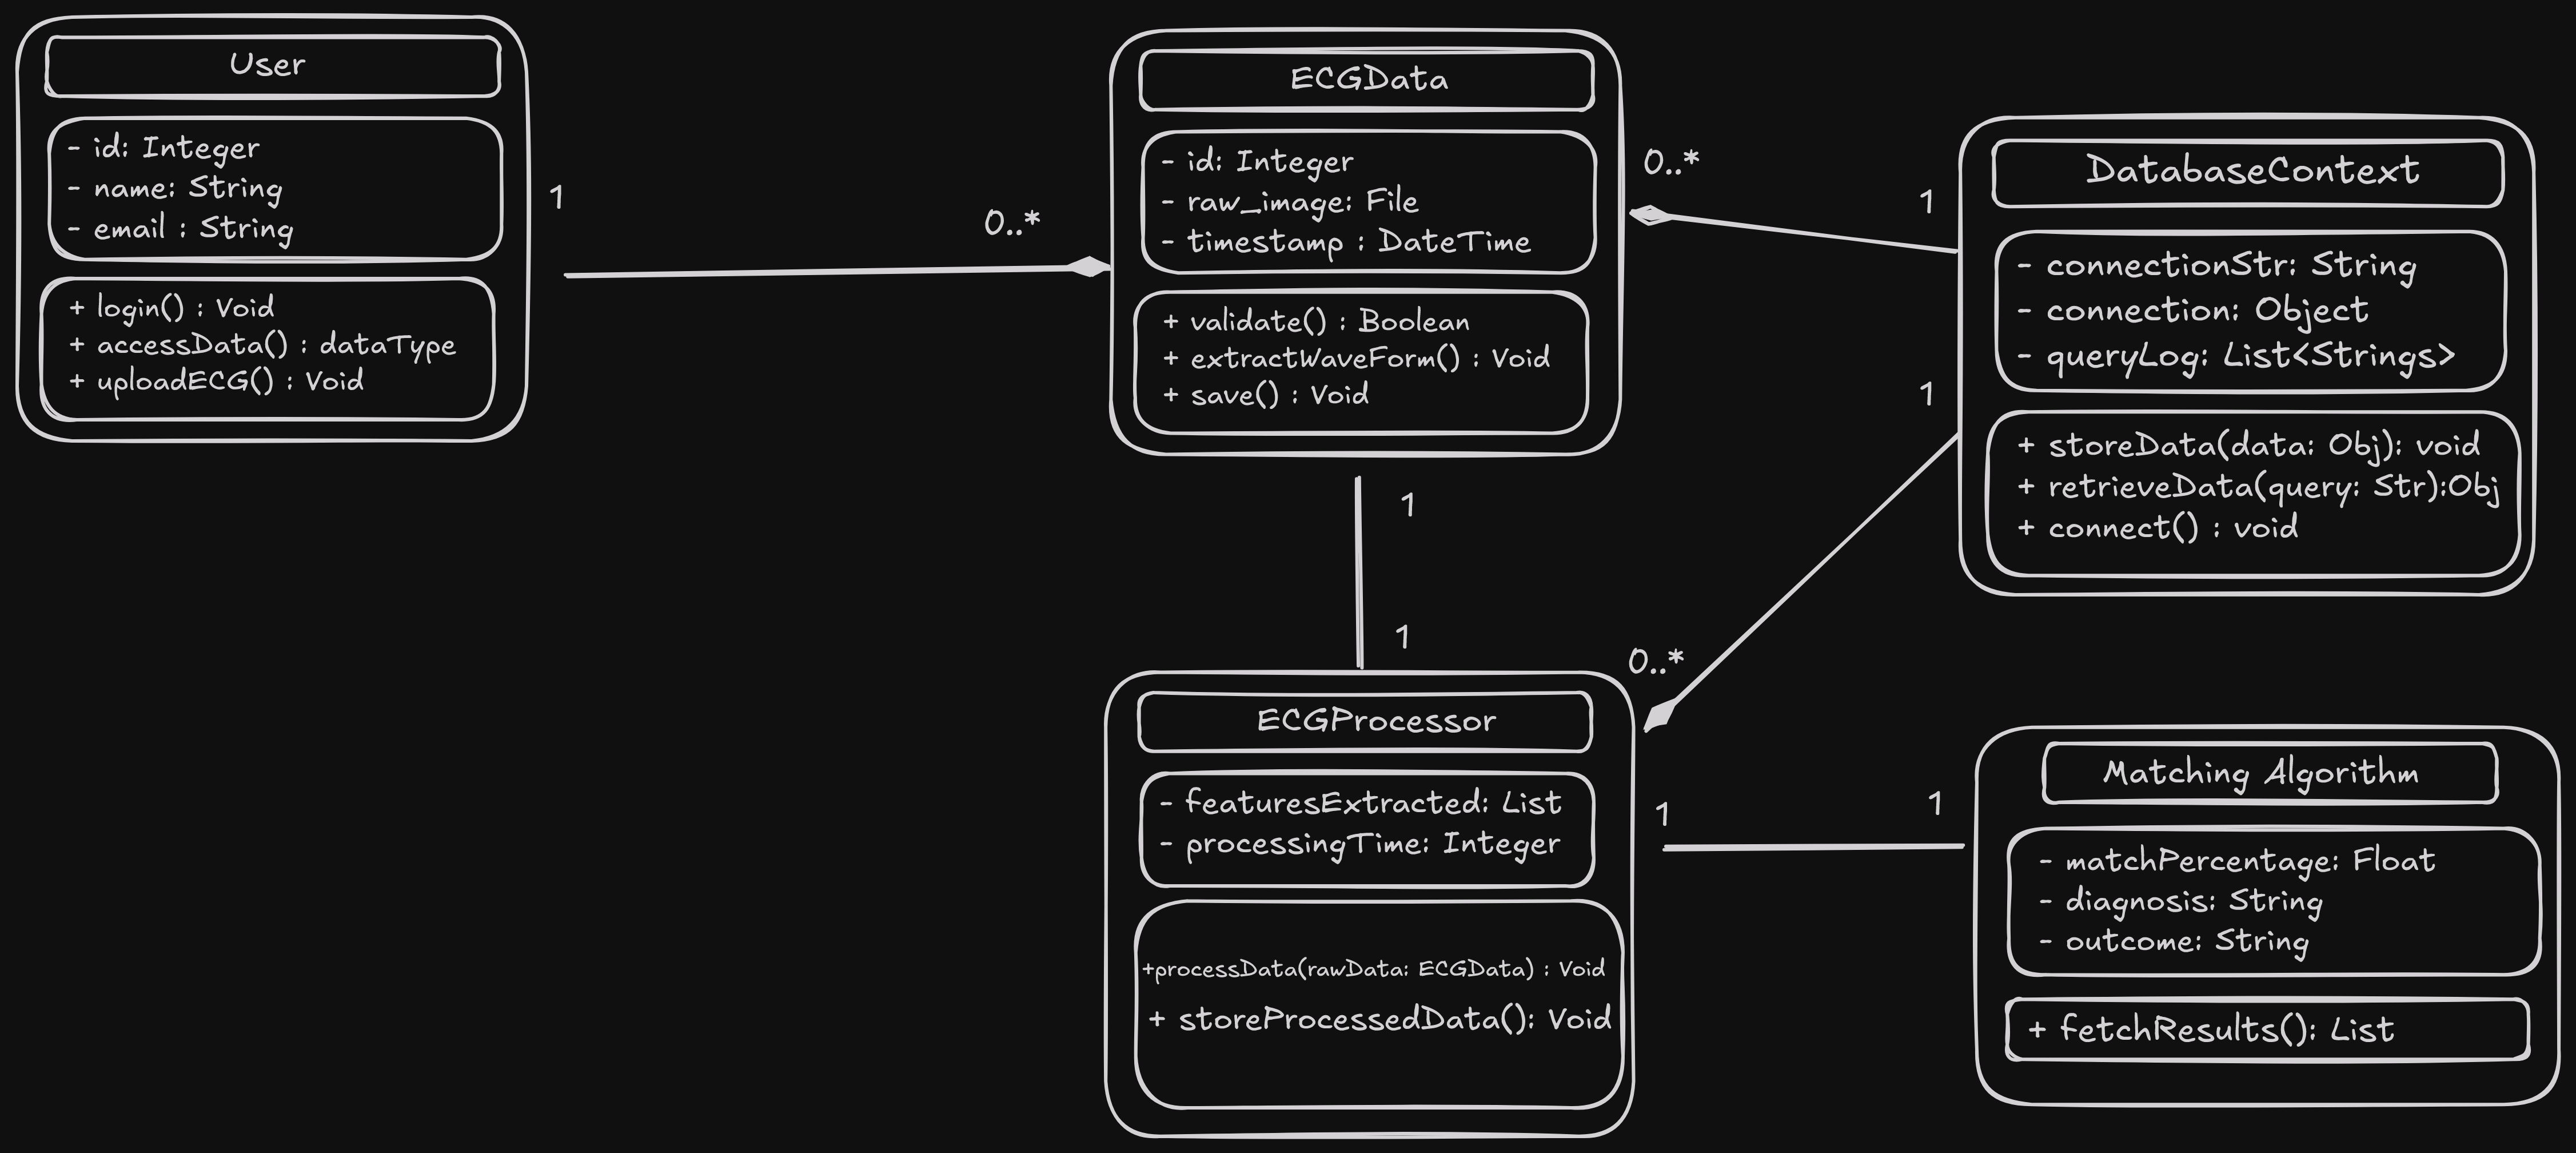 User
- id: Integer
- name: String
- email : String
+ login() : Void
+ accessData() : dataType
+ uploadECG() : Void
1
0..*
ECGData
- id: Integer
- raw_image: File
- timestamp : DateTime
+ validate() : Boolean
+ extractWaveForm() : Void
+ save() : Void
0..*
1
DatabaseContext
- connectionStr: String
- connection: Object
- queryLog: List<Strings>
+ storeData(data: Obj): void
+ retrieveData(query: Str):Obj
+ connect() : void
1
0..*
1
1
ECGProcessor
- featuresExtracted: List
- processingTime: Integer
+processData(rawData: ECGData) : Void
+ storeProcessedData(): Void
1
1
Matching Algorithm
- matchPercentage: Float
- diagnosis: String
- outcome: String
+ fetchResults(): List